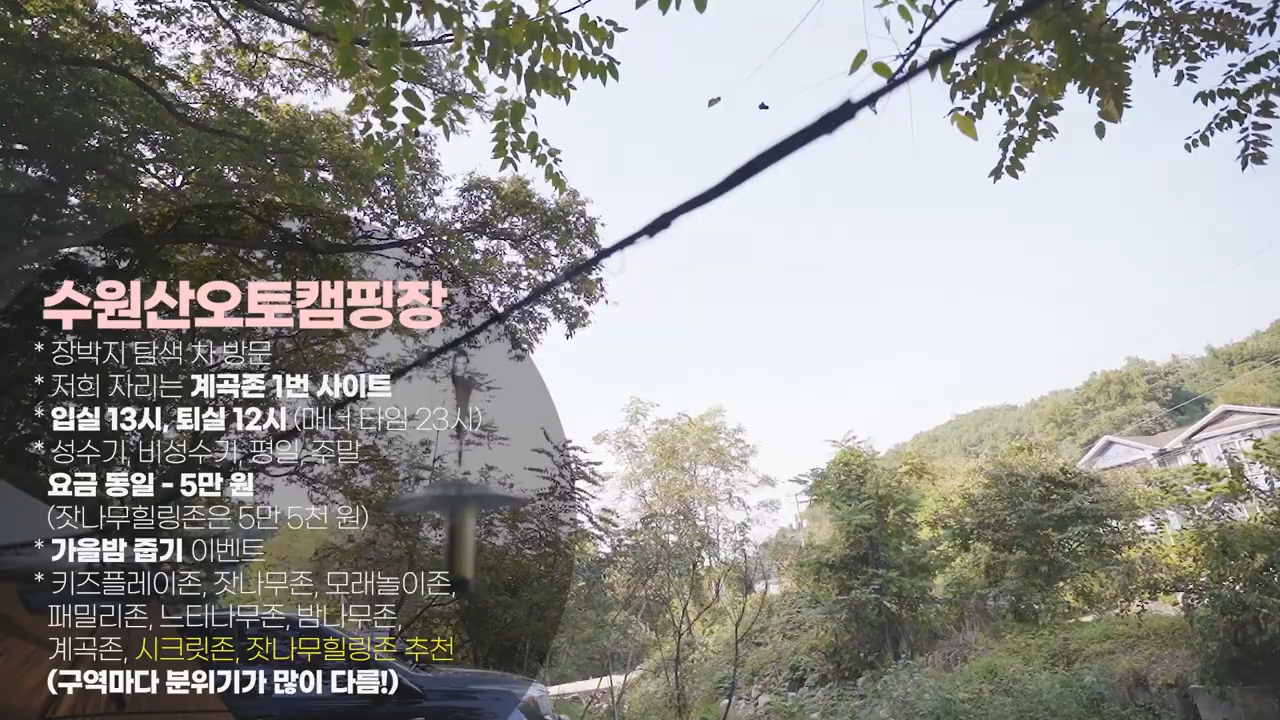 수원산오토캠핑장
* 장박지 탐색 차 방문
* 저희 자리는 계곡존 1번 사이트
* 입실 13시, 퇴실 12시 (매너 타임 23시)
* 성수기, 비성수기, 평일, 주말
요금 동일 - 5만 원
(잣나무힐링존은 5만 5천 원)
* 가을밤 줍기 이벤트
* 키즈플레이존, 잣나무존, 모래놀이존,
패밀리존, 느티나무존, 밤나무존,
계곡존, 시크릿존, 잣나무힐링존 추천
(구역마다 분위기가 많이 다름!)